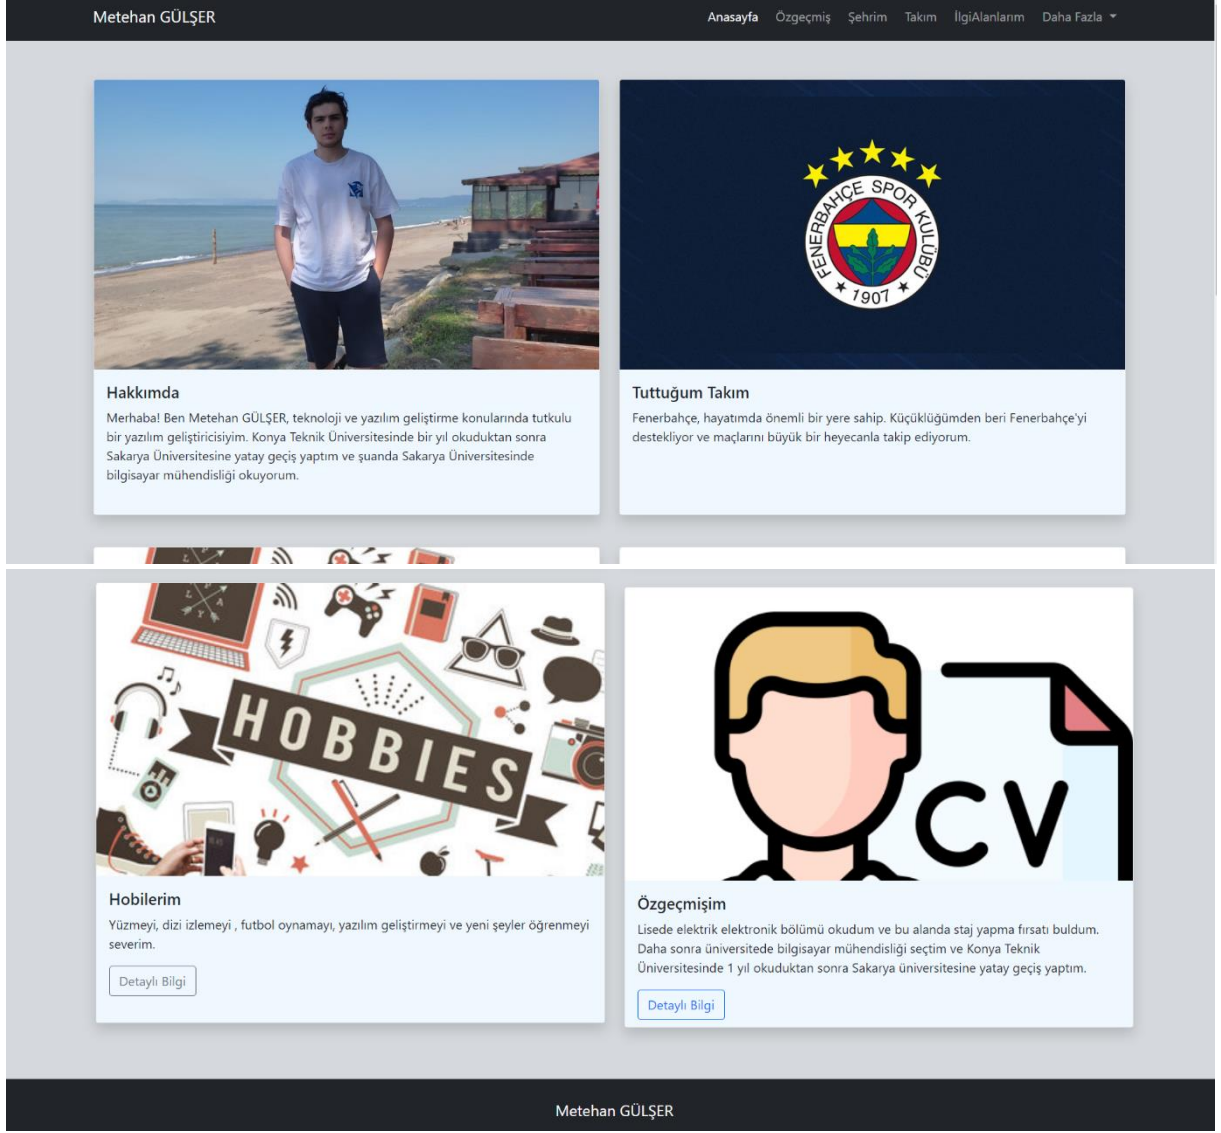 Metehan GÜLŞER
Anasayfa Özgeçmiş Şehrim Takım İlgiAlanlarım Daha Fazla
FENERBAHÇE SPOR KULÜBÜ
1907
Hakkımda
Merhaba! Ben Metehan GÜLŞER, teknoloji ve yazılım geliştirme konularında tutkulu
bir yazılım geliştiricisiyim. Konya Teknik Üniversitesinde bir yıl okuduktan sonra
Sakarya Üniversitesine yatay geçiş yaptım ve şuanda Sakarya Üniversitesinde
bilgisayar mühendisliği okuyorum.
Tuttuğum Takım
Fenerbahçe, hayatımda önemli bir yere sahip. Küçüklüğümden beri Fenerbahçe'yi
destekliyor ve maçlarını büyük bir heyecanla takip ediyorum.
HOBBIES
Hobilerim
Yüzmeyi, dizi izlemeyi , futbol oynamayı, yazılım geliştirmeyi ve yeni şeyler öğrenmeyi
severim.
Detaylı Bilgi
CV
Özgeçmişim
Lisede elektrik elektronik bölümü okudum ve bu alanda staj yapma fırsatı buldum.
Daha sonra üniversitede bilgisayar mühendisliği seçtim ve Konya Teknik
Üniversitesinde 1 yıl okuduktan sonra Sakarya üniversitesine yatay geçiş yaptım.
Detaylı Bilgi
Metehan GÜLŞER